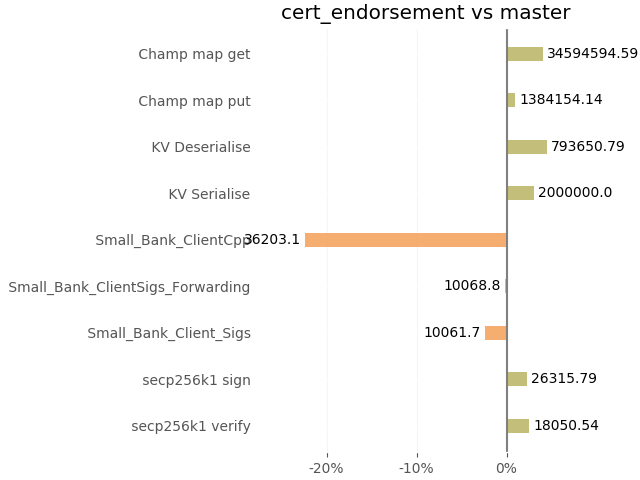 cert_endorsement vs master
Champ map get 34594594.59
Champ map put 1384154.14
KV Deserialise 793650.79
KV Serialise 2000000.0
Small_Bank_ClientCpp 36203.1
Small_Bank_ClientSigs_Forwarding 10068.8
Small_Bank_Client_Sigs 10061.7
secp256k1 sign 26315.79
secp256k1 verify 18050.54
-20% -10% 0%